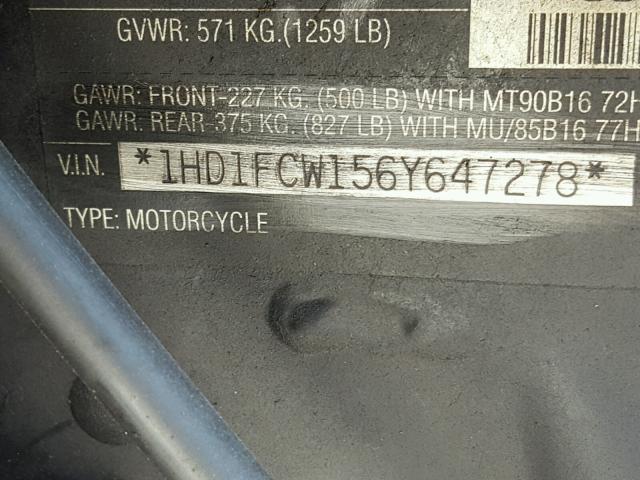 GVWR: 571 KG.(1259 LB)
GAWR: FRONT-227 KG. (500 LB) WITH MT90B16 72H
GAWR: REAR-375 KG. (827 LB) WITH MU/85B16 77H
V.I.N. *1HD1FCW156Y647278*
TYPE: MOTORCYCLE